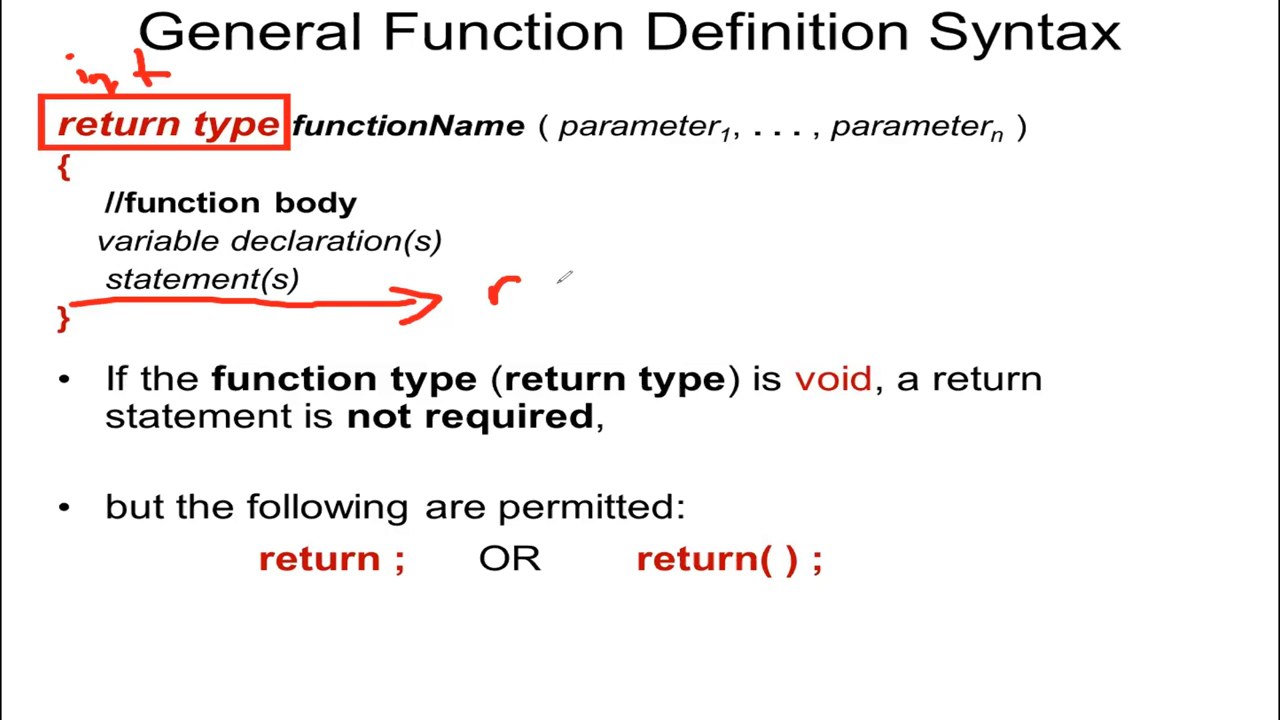 General Function Definition Syntax
int
return type functionName ( parameter1, . . . , parametern )
{
//function body
variable declaration(s)
statement(s)
r
}
• If the function type (return type) is void, a return
statement is not required,
• but the following are permitted:
return ; OR return( ) ;